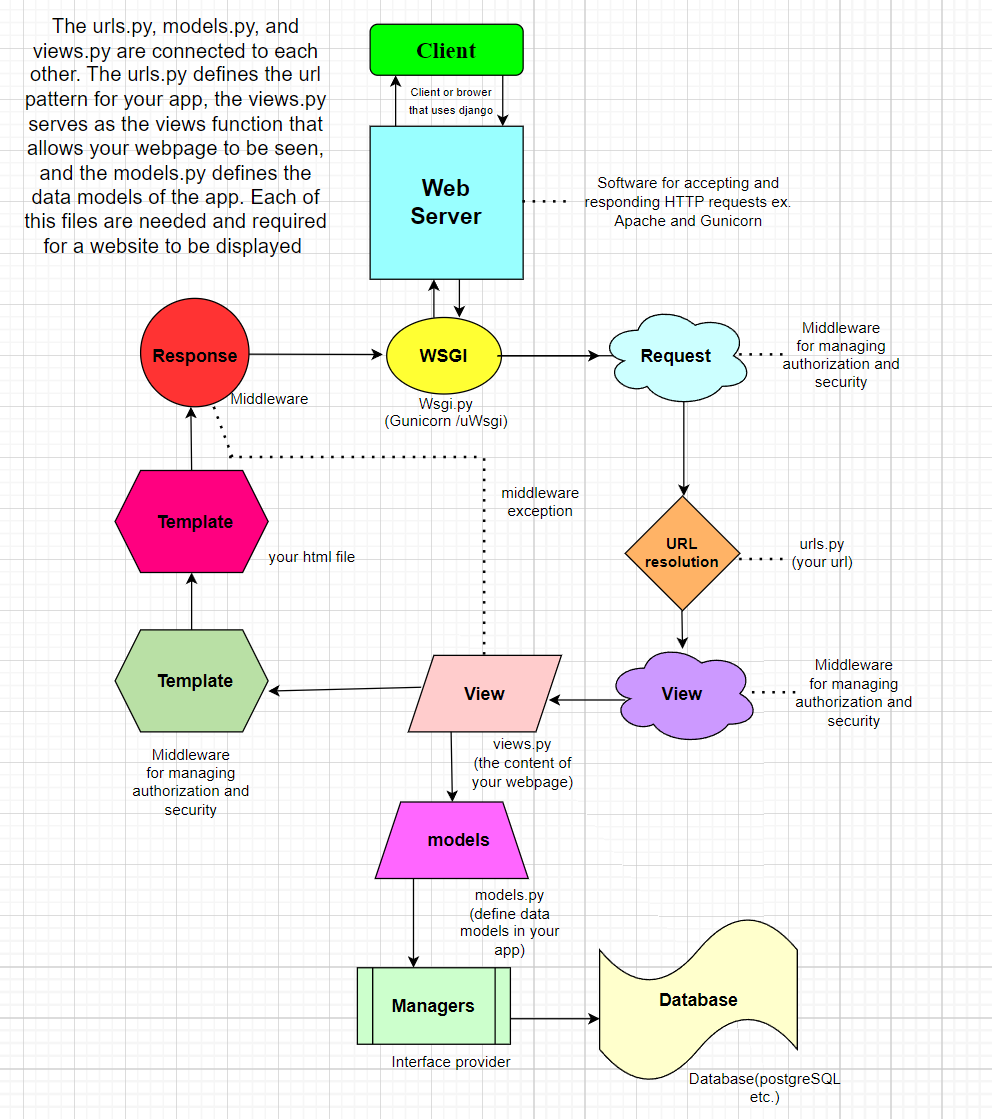 The urls.py, models.py, and
views.py are connected to each
other. The urls.py defines the url
pattern for your app, the views.py
serves as the views function that
allows your webpage to be seen,
and the models.py defines the
data models of the app. Each of
this files are needed and required
for a website to be displayed
Client
Client or brower
that uses django
Web
Server
Software for accepting and
responding HTTP requests ex.
Apache and Gunicorn
Response
WSGI
Request
Middleware
for managing
authorization and
security
Middleware
Wsgi.py
(Gunicorn /uWsgi)
middleware
exception
Template
your html file
URL
resolution
urls.py
(your url)
Template
View
View
Middleware
for managing
authorization and
security
Middleware
for managing
authorization and
security
views.py
(the content of
your webpage)
models
models.py
(define data
models in your
app)
Managers
Database
Interface provider
Database(postgreSQL
etc.)